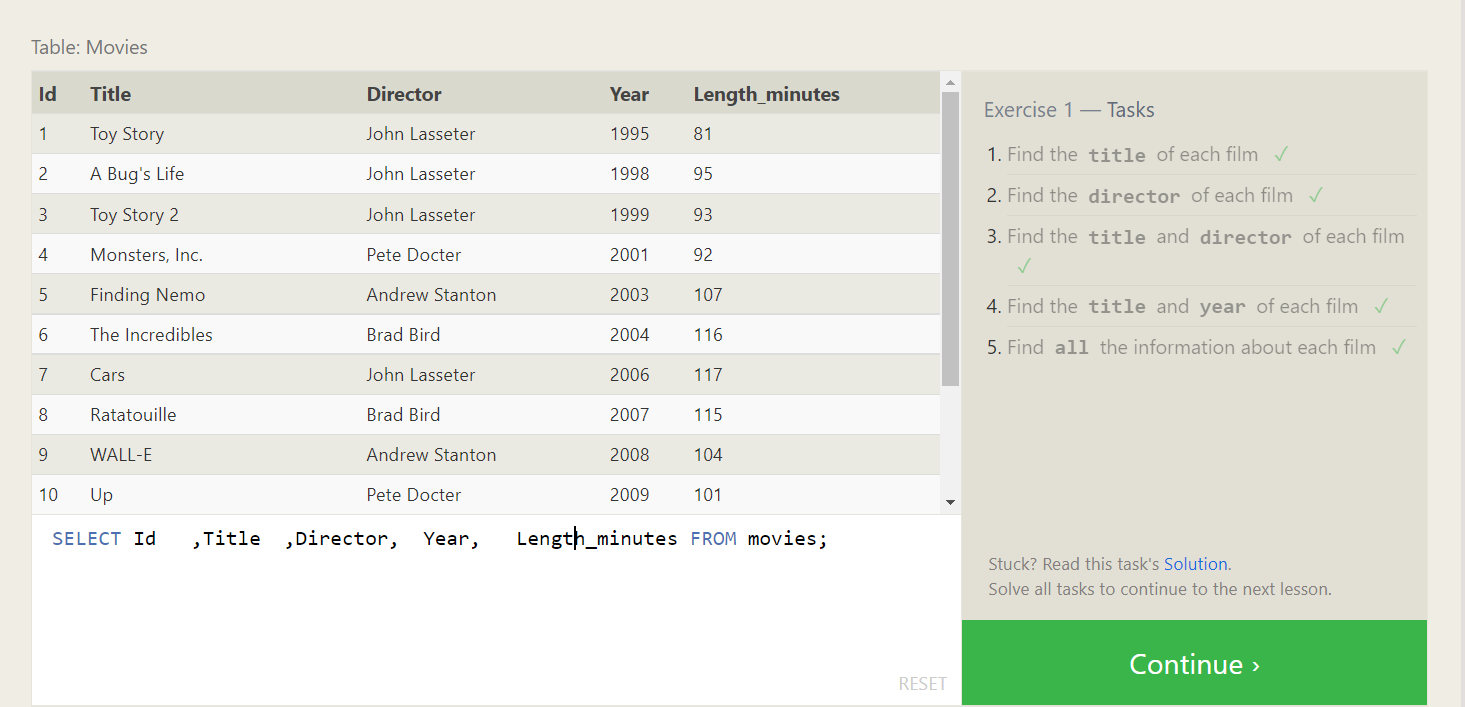 Table: Movies
Id Title Director Year Length_minutes
1 Toy Story John Lasseter 1995 81
2 A Bug's Life John Lasseter 1998 95
3 Toy Story 2 John Lasseter 1999 93
4 Monsters, Inc. Pete Docter 2001 92
5 Finding Nemo Andrew Stanton 2003 107
6 The Incredibles Brad Bird 2004 116
7 Cars John Lasseter 2006 117
8 Ratatouille Brad Bird 2007 115
9 WALL-E Andrew Stanton 2008 104
10 Up Pete Docter 2009 101
SELECT Id   ,Title  ,Director,  Year,   Length_minutes FROM movies;
RESET
Exercise 1 — Tasks
1. Find the title of each film ✓
2. Find the director of each film ✓
3. Find the title and director of each film
✓
4. Find the title and year of each film ✓
5. Find all the information about each film ✓
Stuck? Read this task's Solution.
Solve all tasks to continue to the next lesson.
Continue ›